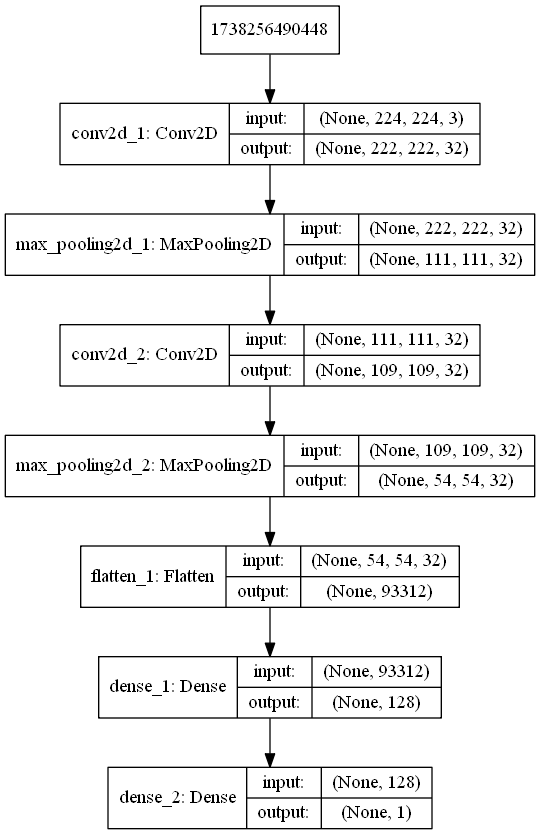 1738256490448
conv2d_1: Conv2D
input:
(None, 224, 224, 3)
output:
(None, 222, 222, 32)
max_pooling2d_1: MaxPooling2D
input:
(None, 222, 222, 32)
output:
(None, 111, 111, 32)
conv2d_2: Conv2D
input:
(None, 111, 111, 32)
output:
(None, 109, 109, 32)
max_pooling2d_2: MaxPooling2D
input:
(None, 109, 109, 32)
output:
(None, 54, 54, 32)
flatten_1: Flatten
input:
(None, 54, 54, 32)
output:
(None, 93312)
dense_1: Dense
input:
(None, 93312)
output:
(None, 128)
dense_2: Dense
input:
(None, 128)
output:
(None, 1)